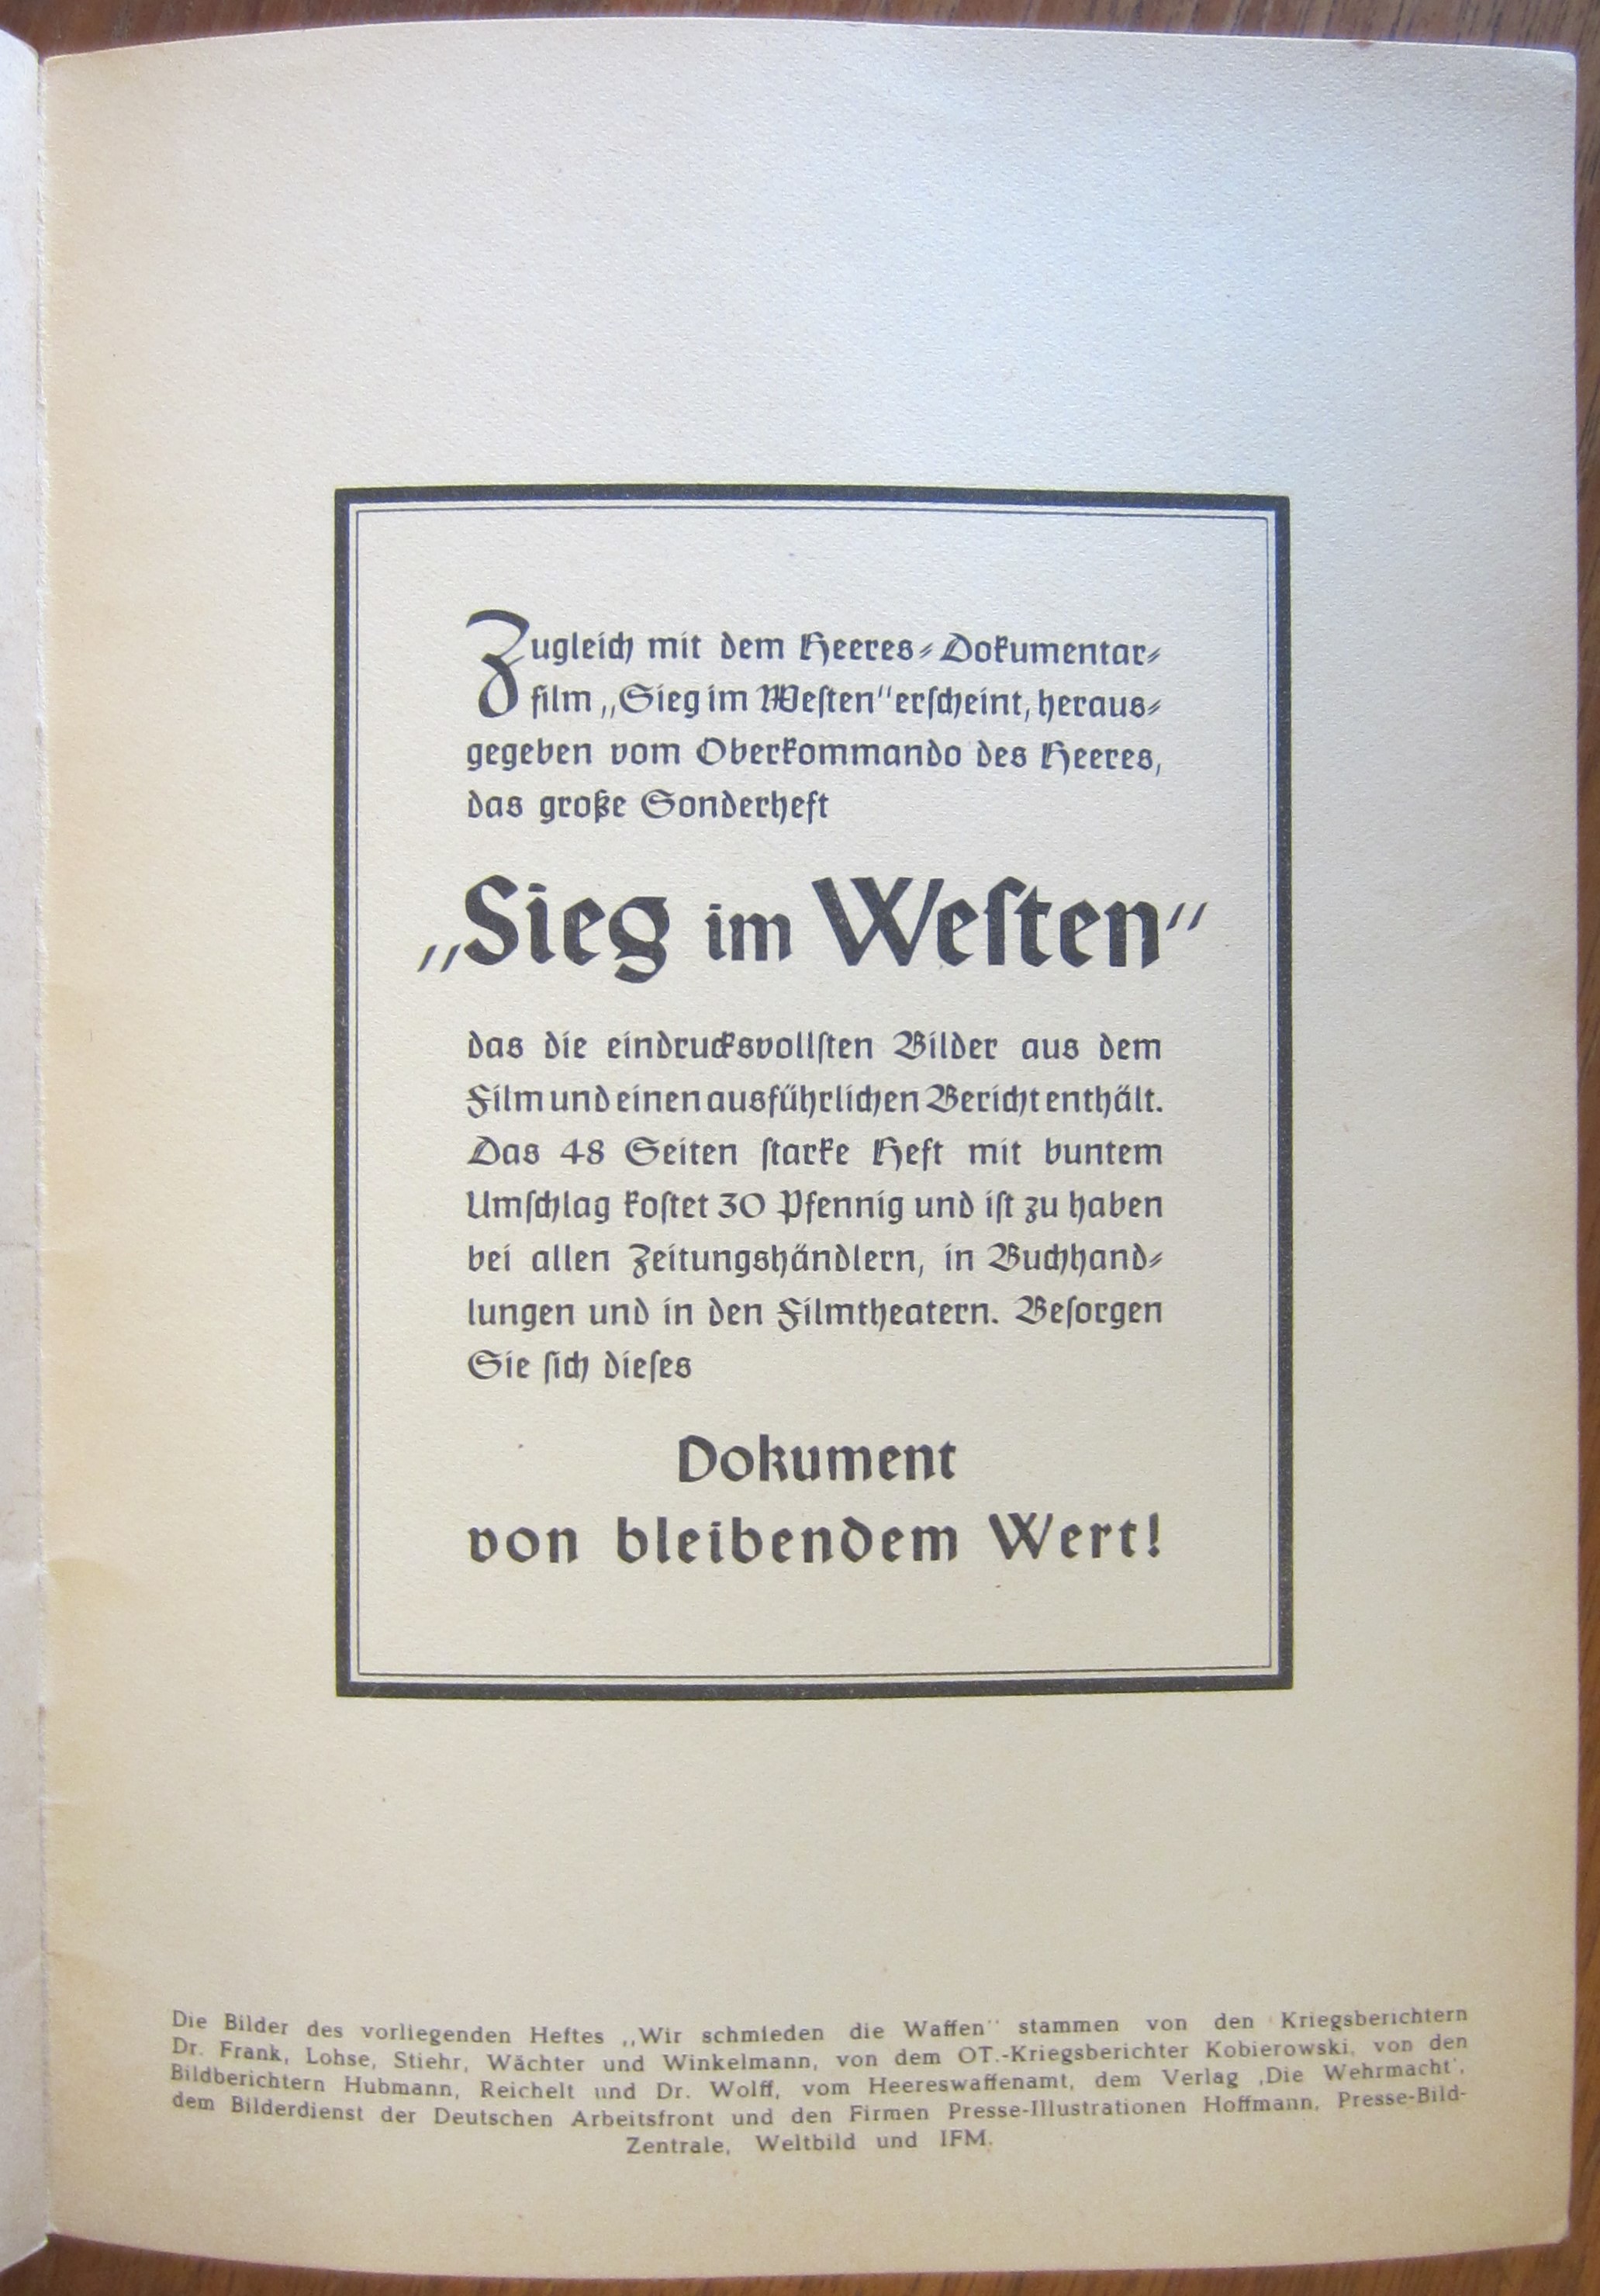 Zugleich mit dem Heeres-Dokumentar-
film „Sieg im Westen“ erscheint, heraus-
gegeben vom Oberkommando des Heeres,
das große Sonderheft
„Sieg im Westen“
das die eindrucksvollsten Bilder aus dem
Film und einen ausführlichen Bericht enthält.
Das 48 Seiten starke Heft mit buntem
Umschlag kostet 30 Pfennig und ist zu haben
bei allen Zeitungshändlern, in Buchhand-
lungen und in den Filmtheatern. Besorgen
Sie sich dieses
Dokument
von bleibendem Wert!
Die Bilder des vorliegenden Heftes „Wir schmieden die Waffen“ stammen von den Kriegsberichtern
Dr. Frank, Lohse, Stiehr, Wächter und Winkelmann, von dem OT.-Kriegsberichter Kobierowski, von den
Bildberichtern Hubmann, Reichelt und Dr. Wolff, vom Heereswaffenamt, dem Verlag ‚Die Wehrmacht‘,
dem Bilderdienst der Deutschen Arbeitsfront und den Firmen Presse-Illustrationen Hoffmann, Presse-Bild-
Zentrale, Weltbild und IFM.